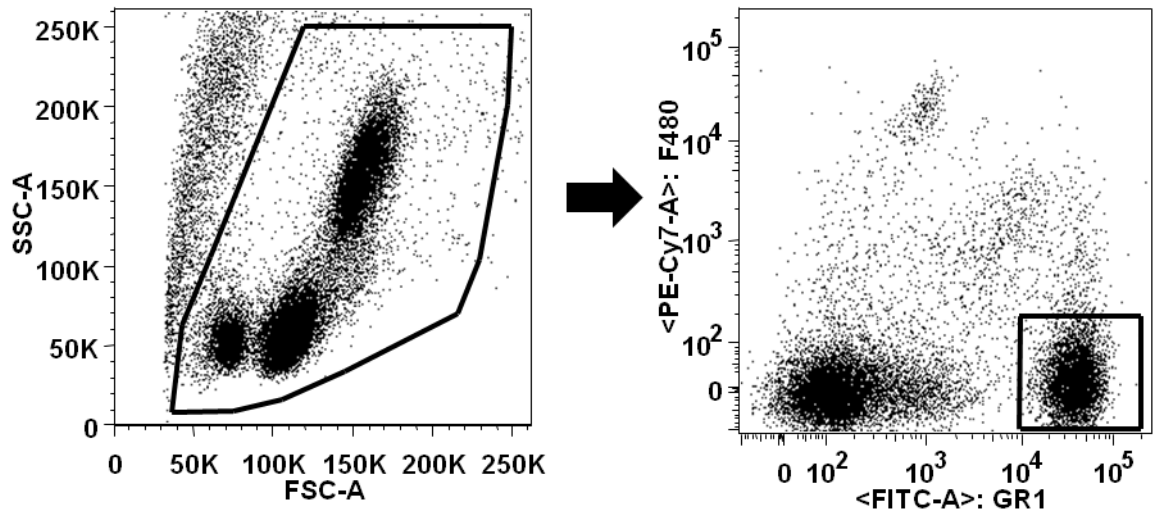 250K
200K
150K
100K
50K
0
SSC-A
0 50K 100K 150K 200K 250K
FSC-A
10^5
10^4
10^3
10^2
0
<PE-Cy7-A>: F480
0 10^2 10^3 10^4 10^5
<FITC-A>: GR1